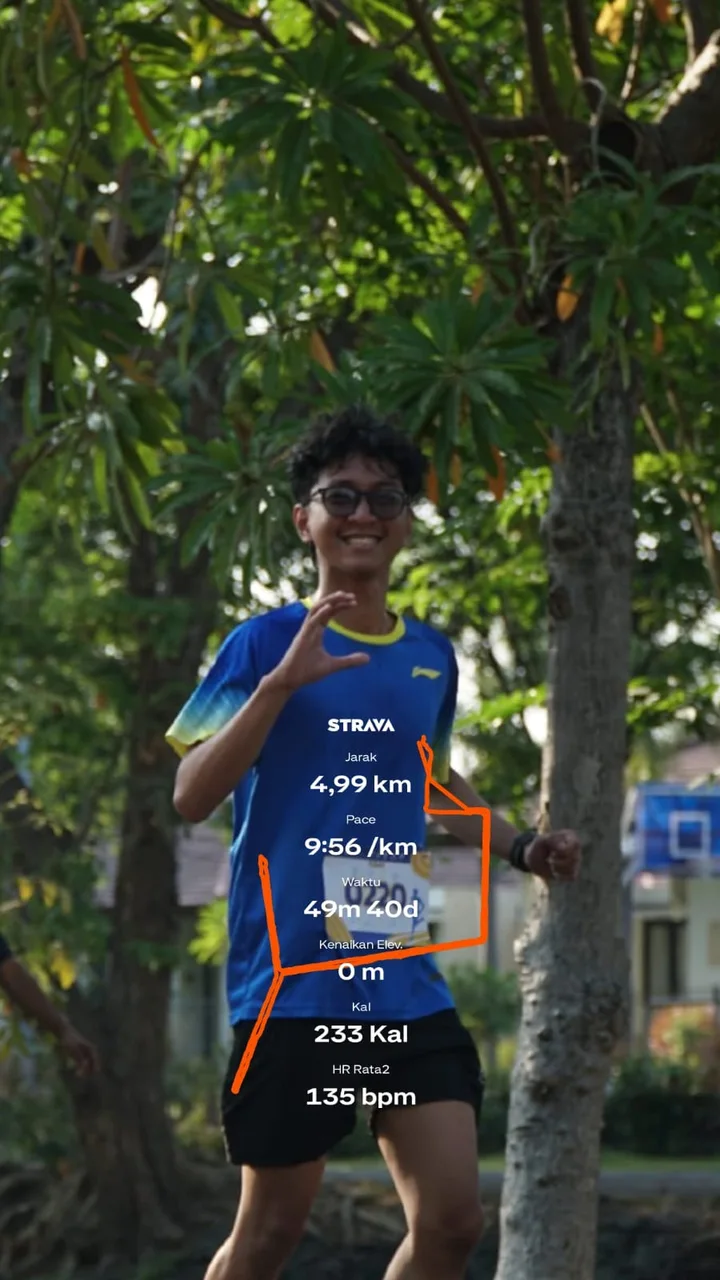 STRAVA
Jarak
4,99 km
Pace
9:56 /km
Waktu
49m 40d
Kenaikan Elev.
0 m
Kal
233 Kal
HR Rata2
135 bpm